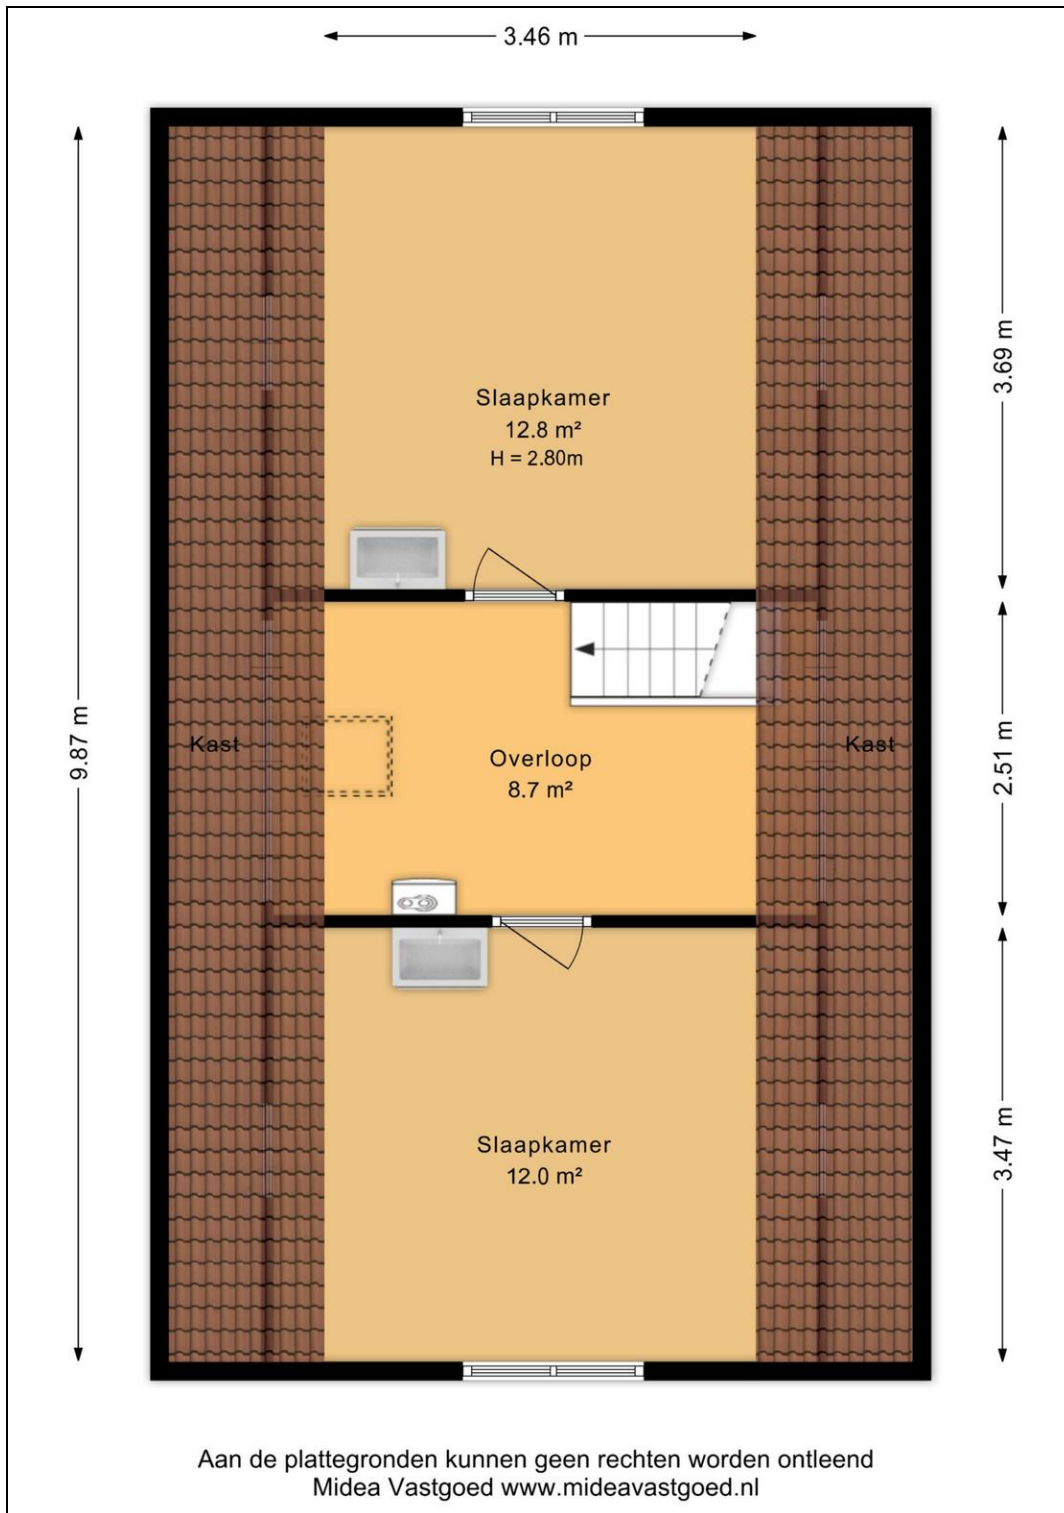 3.46 m
Slaapkamer
12.8 m²
H = 2.80m
3.69 m
9.87 m
Kast
Overloop
8.7 m²
Kast
2.51 m
Slaapkamer
12.0 m²
3.47 m
Aan de plattegronden kunnen geen rechten worden ontleend
Midea Vastgoed www.mideavastgoed.nl